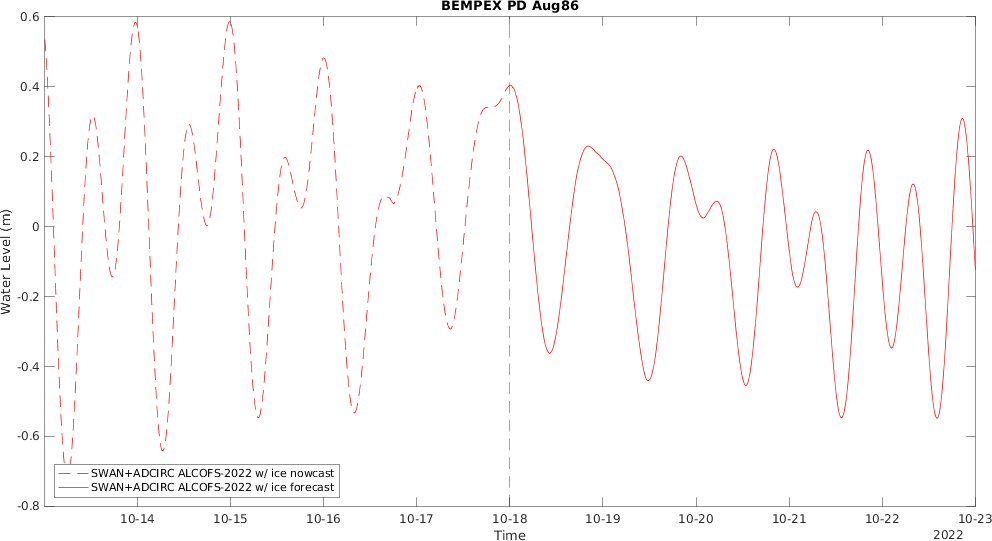 BEMPEX PD Aug86
Water Level (m)
0.6
0.4
0.2
0
-0.2
-0.4
-0.6
-0.8
SWAN+ADCIRC ALCOFS-2022 w/ ice nowcast
SWAN+ADCIRC ALCOFS-2022 w/ ice forecast
10-14 10-15 10-16 10-17 10-18 10-19 10-20 10-21 10-22 10-23
Time
2022